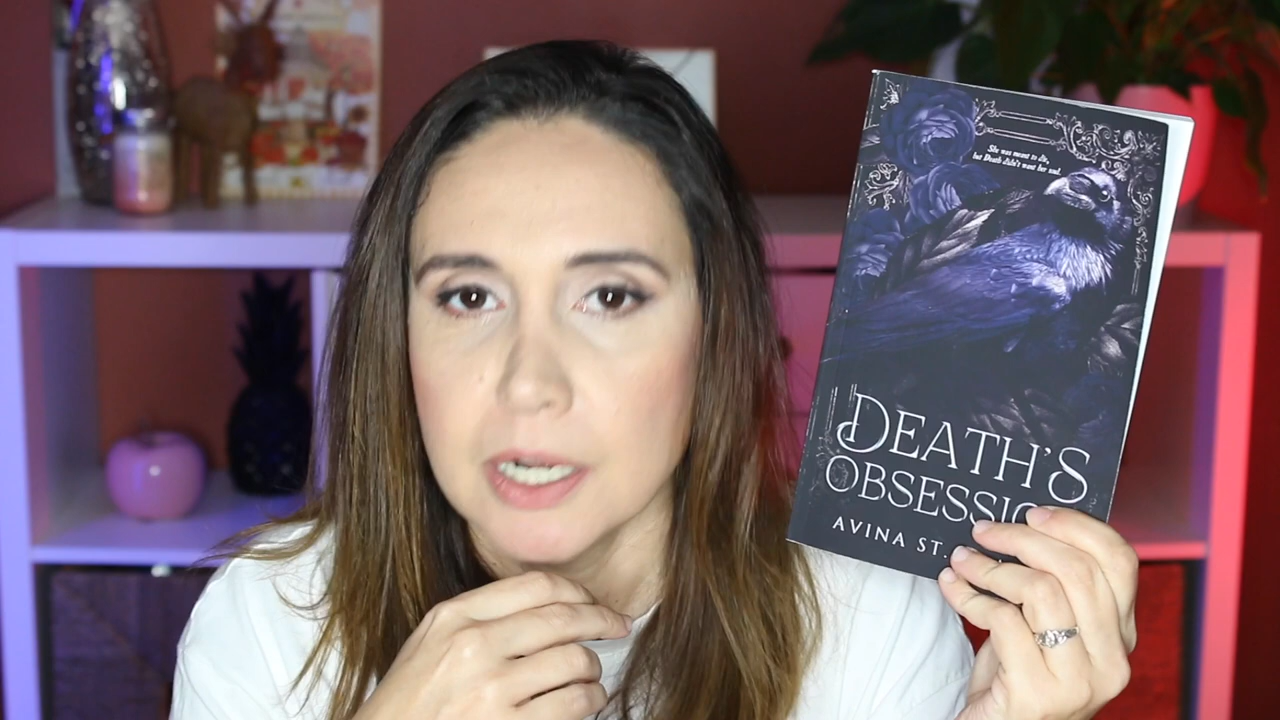 She was meant to die,
but Death didn't want her soul.
DEATH'S
OBSESSIO
AVINA ST.